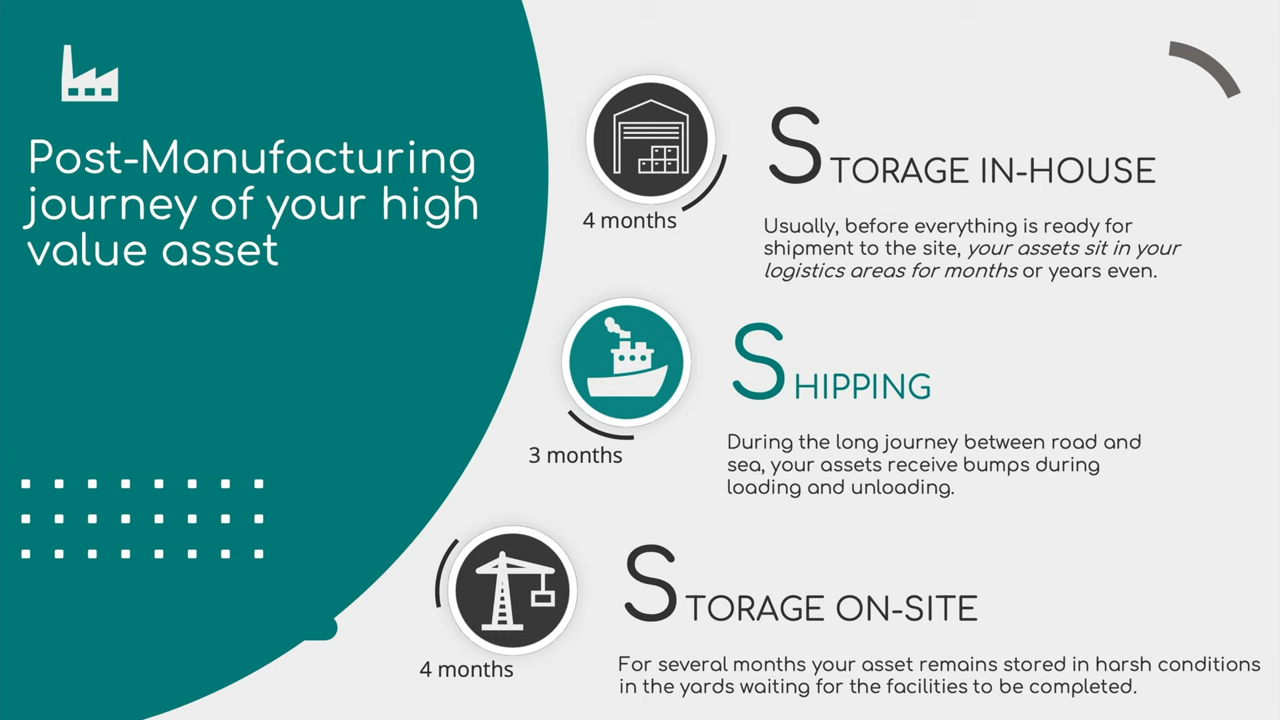 Post-Manufacturing
journey of your high
value asset
4 months
STORAGE IN-HOUSE
Usually, before everything is ready for
shipment to the site, your assets sit in your
logistics areas for months or years even.
3 months
SHIPPING
During the long journey between road and
sea, your assets receive bumps during
loading and unloading.
4 months
STORAGE ON-SITE
For several months your asset remains stored in harsh conditions
in the yards waiting for the facilities to be completed.